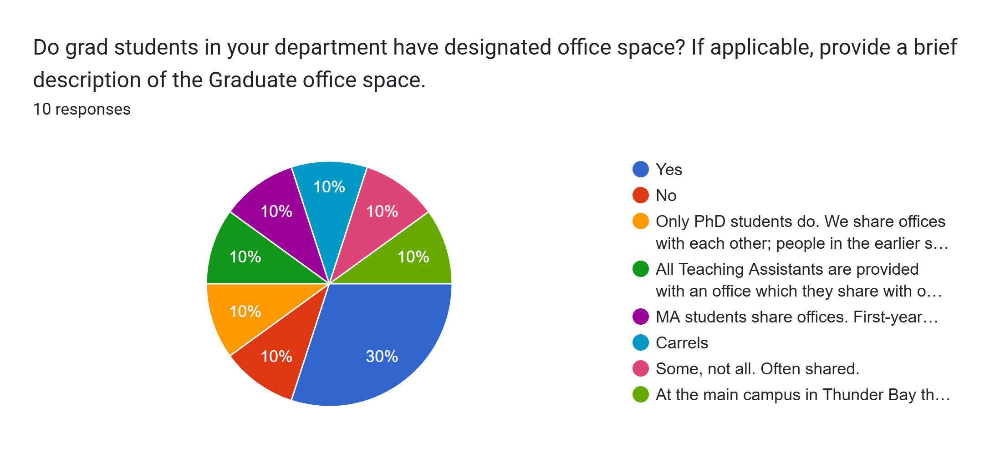 Do grad students in your department have designated office space? If applicable, provide a brief
description of the Graduate office space.
10 responses
10%
10%
10%
10%
10%
10%
10%
30%
Yes
No
Only PhD students do. We share offices
with each other; people in the earlier s…
All Teaching Assistants are provided
with an office which they share with o…
MA students share offices. First-year…
Carrels
Some, not all. Often shared.
At the main campus in Thunder Bay th…